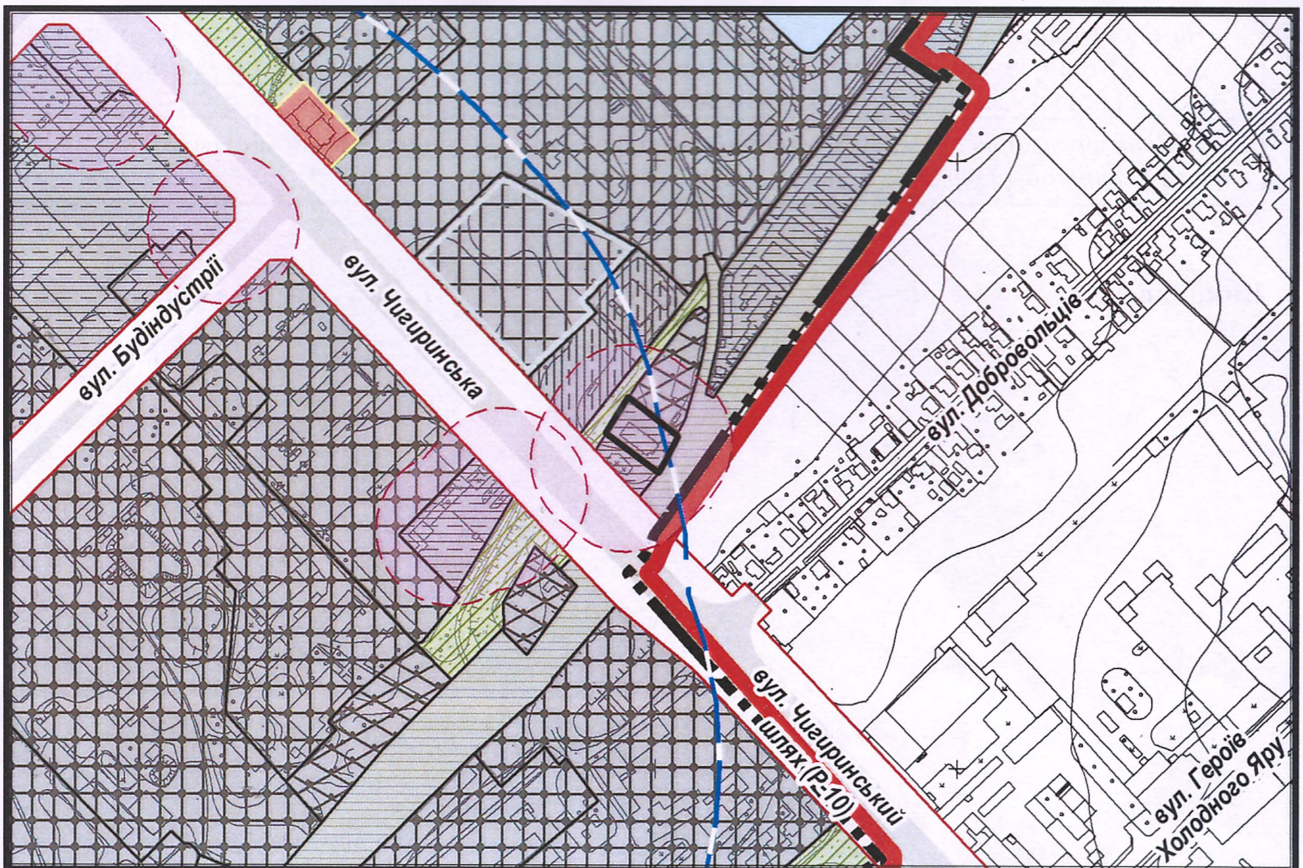 вул. Будіндустрії
вул. Чигиринська
вул. Добровольців
вул. Чигиринський
шлях (Р-10)
вул. Героїв
Холодного Яру